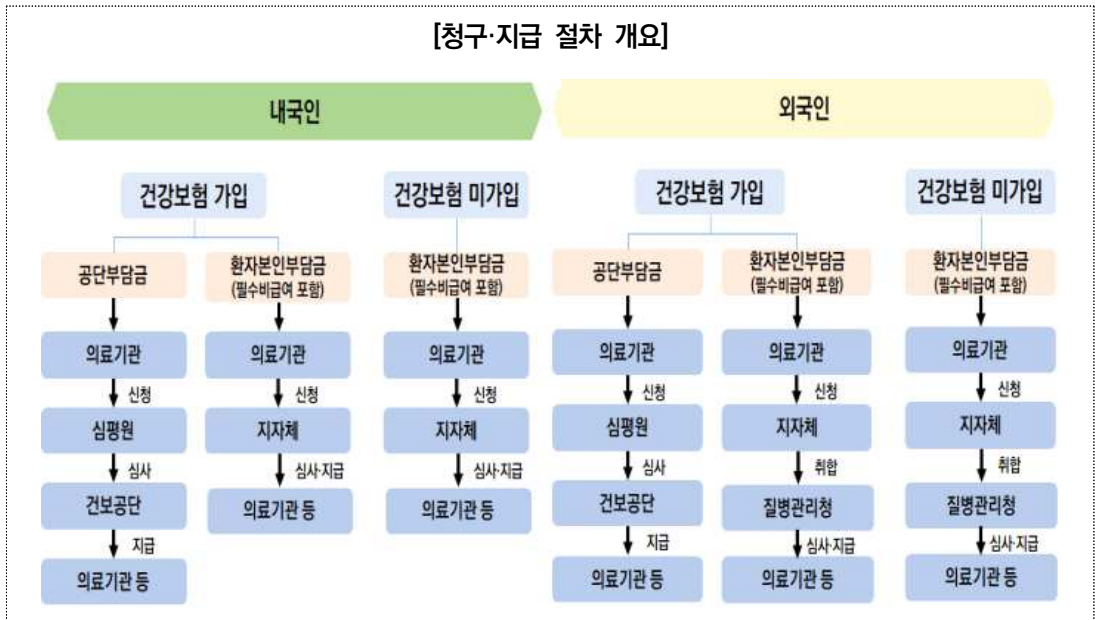 [청구·지급 절차 개요]
내국인
외국인
건강보험 가입
건강보험 미가입
건강보험 가입
건강보험 미가입
공단부담금
환자본인부담금
(필수비급여 포함)
환자본인부담금
(필수비급여 포함)
공단부담금
환자본인부담금
(필수비급여 포함)
환자본인부담금
(필수비급여 포함)
의료기관
의료기관
의료기관
의료기관
의료기관
의료기관
신청
신청
신청
신청
신청
신청
심평원
지자체
지자체
심평원
지자체
지자체
심사
심사·지급
심사·지급
심사
취합
취합
건보공단
의료기관 등
의료기관 등
건보공단
질병관리청
질병관리청
지급
지급
심사·지급
심사·지급
의료기관 등
의료기관 등
의료기관 등
의료기관 등